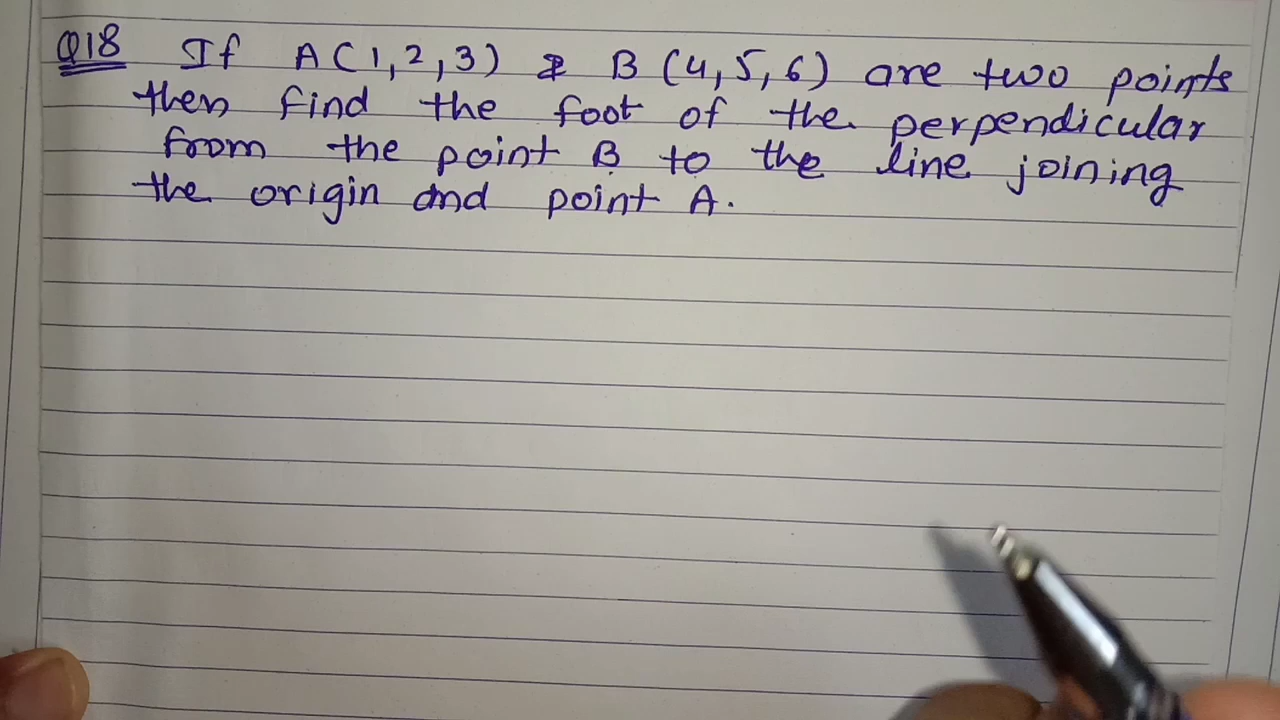 Q18 If A(1,2,3) & B (4,5,6) are two points
then find the foot of the perpendicular
from the point B to the line joining
the origin and point A.